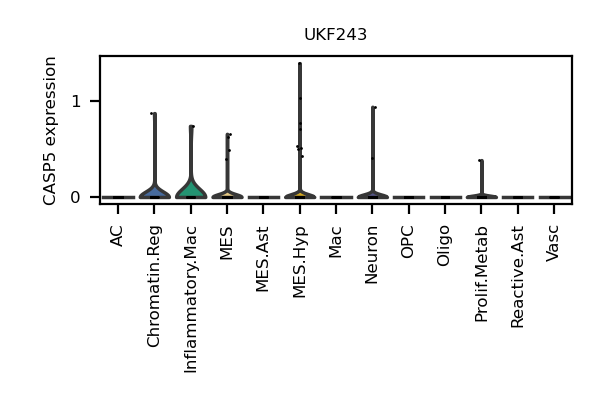 UKF243
CASP5 expression
1
0
AC
Chromatin.Reg
Inflammatory.Mac
MES
MES.Ast
MES.Hyp
Mac
Neuron
OPC
Oligo
Prolif.Metab
Reactive.Ast
Vasc